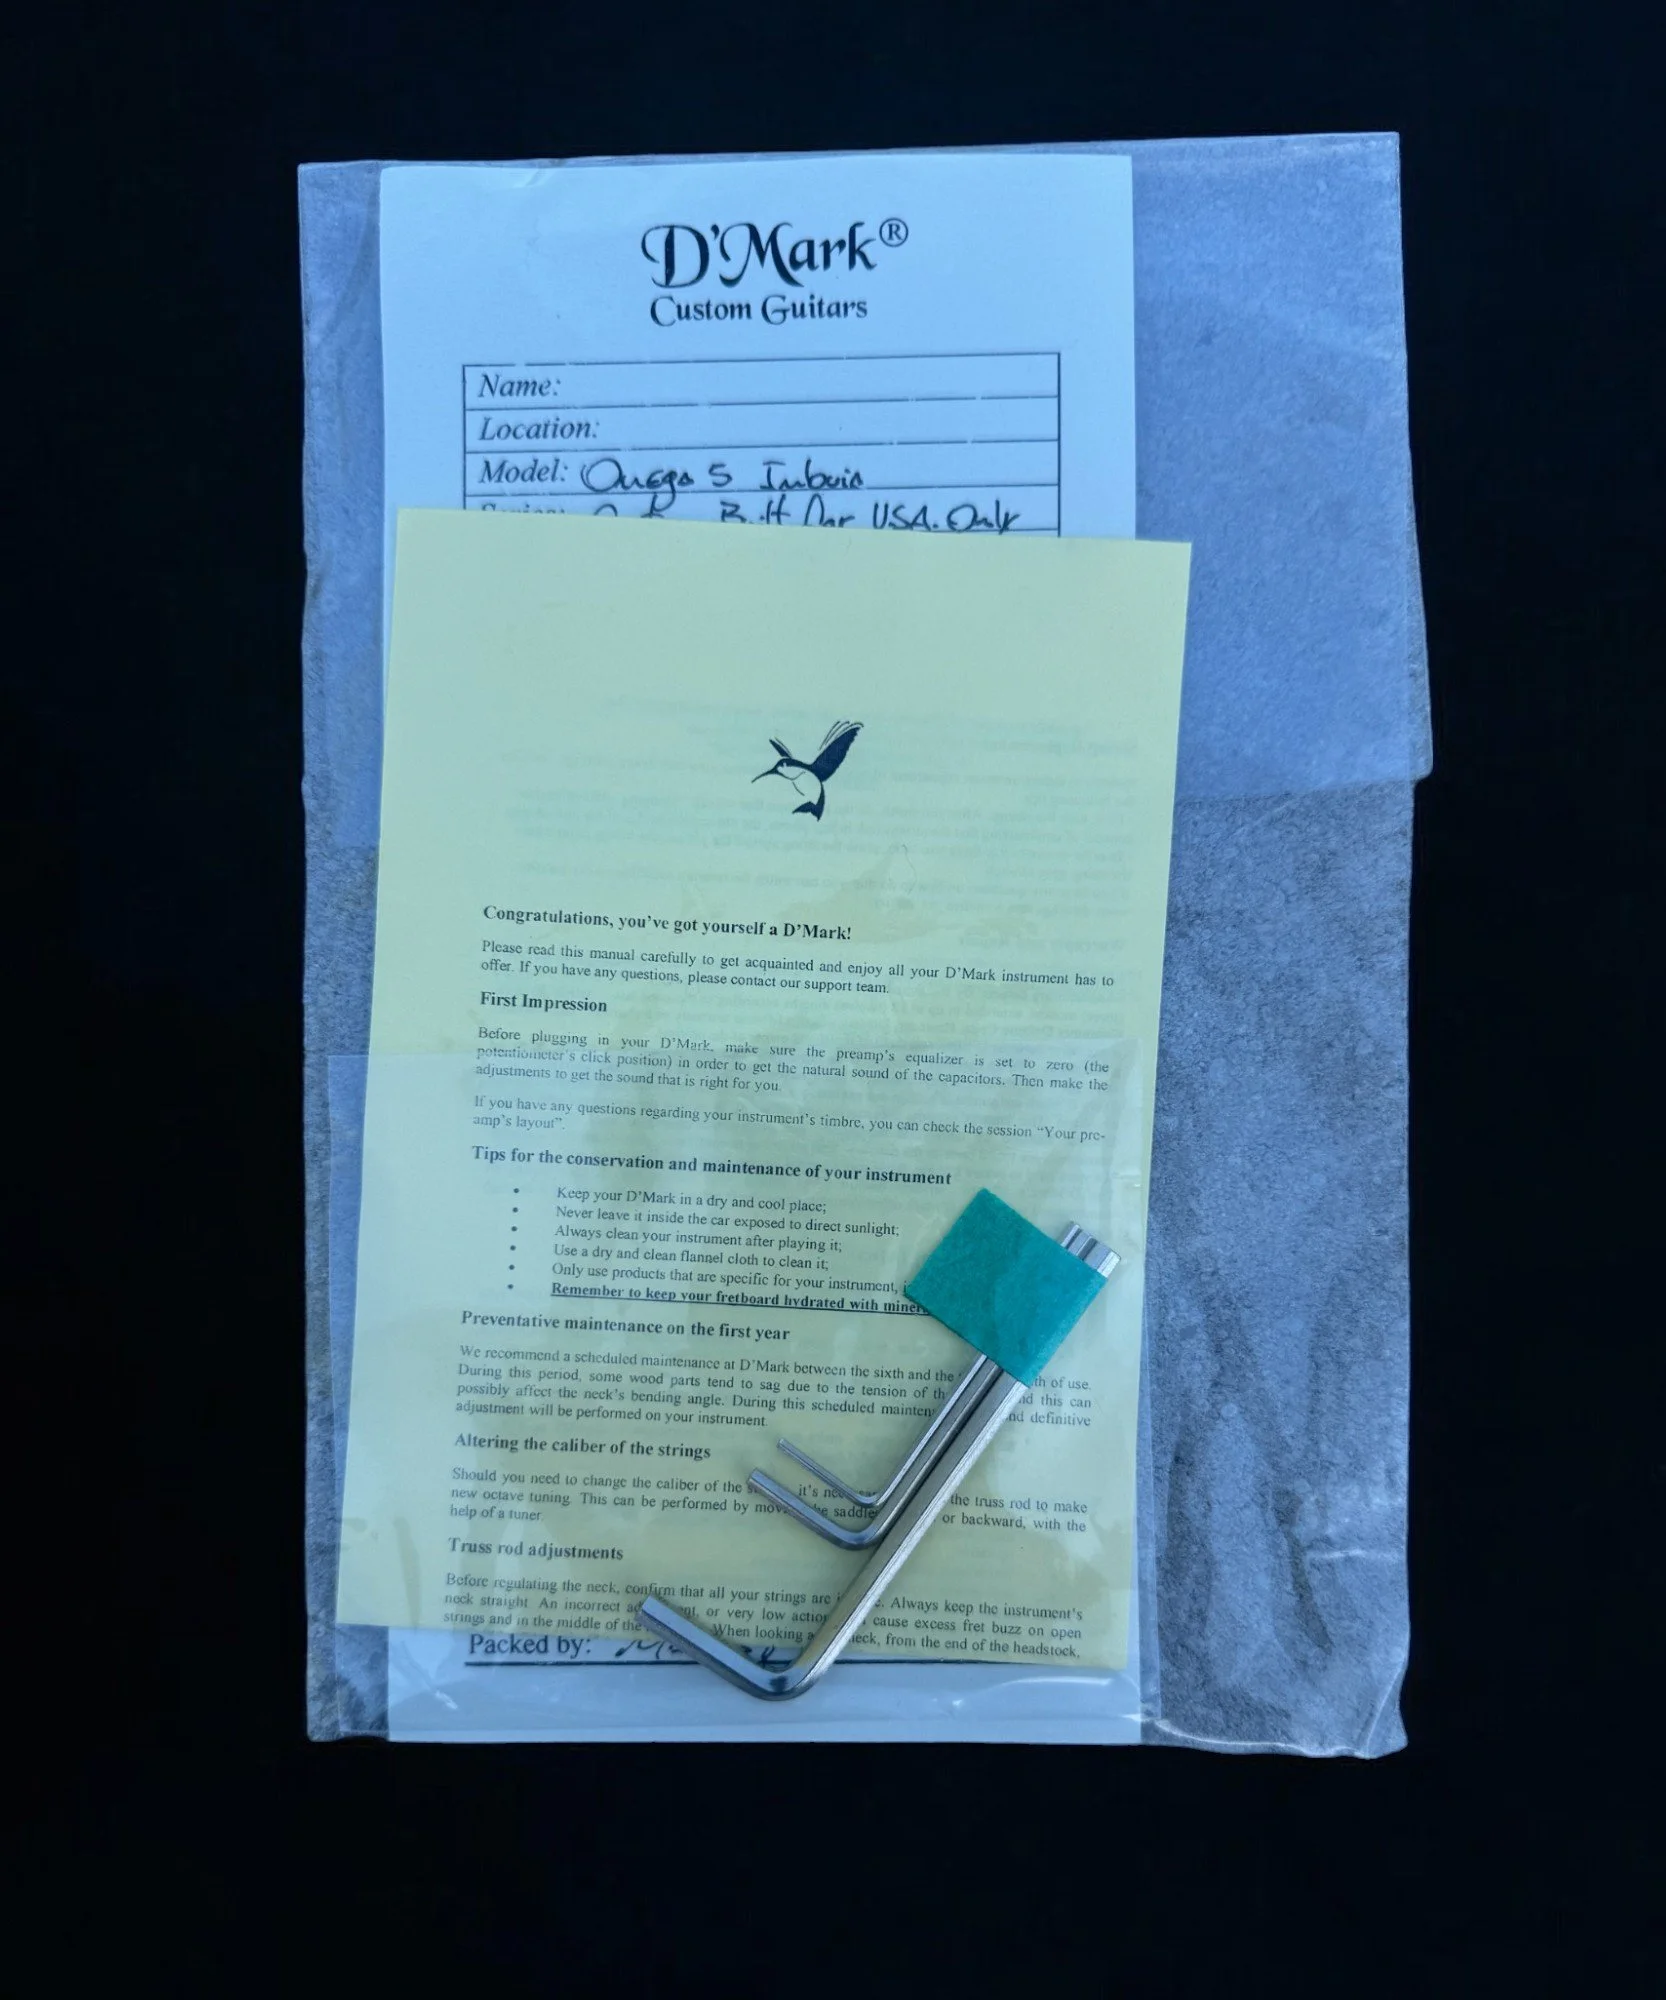 D'Mark®
Custom Guitars
Name:
Location:
Model: Omega 5 Imbuia
Built for USA. Only
Congratulations, you've got yourself a D'Mark!
Please read this manual carefully to get acquainted and enjoy all your D'Mark instrument has to
offer. If you have any questions, please contact our support team.
First Impression
Before plugging in your D'Mark, make sure the preamp's equalizer is set to zero (the
potentiometer's click position) in order to get the natural sound of the capacitors. Then make the
adjustments to get the sound that is right for you.
If you have any questions regarding your instrument's timbre, you can check the session “Your pre-
amp's layout”.
Tips for the conservation and maintenance of your instrument
• Keep your D'Mark in a dry and cool place;
• Never leave it inside the car exposed to direct sunlight;
• Always clean your instrument after playing it;
• Use a dry and clean flannel cloth to clean it;
• Only use products that are specific for your instrument,
• Remember to keep your fretboard hydrated with
Preventative maintenance on the first year
We recommend a scheduled maintenance at D'Mark between the sixth and the of use.
During this period, some wood parts tend to sag due to the tension of this can
possibly affect the neck's bending angle. During this scheduled definitive
adjustment will be performed on your instrument.
Altering the caliber of the strings
Should you need to change the caliber of the it's the truss rod to make
new octave tuning. This can be performed by or backward, with the
help of a tuner.
Truss rod adjustments
Before regulating the neck, confirm that all your strings are Always keep the instrument's
neck straight. An incorrect or very low action cause excess fret buzz on open
strings and in the middle of the When looking neck, from the end of the headstock,
Packed by: